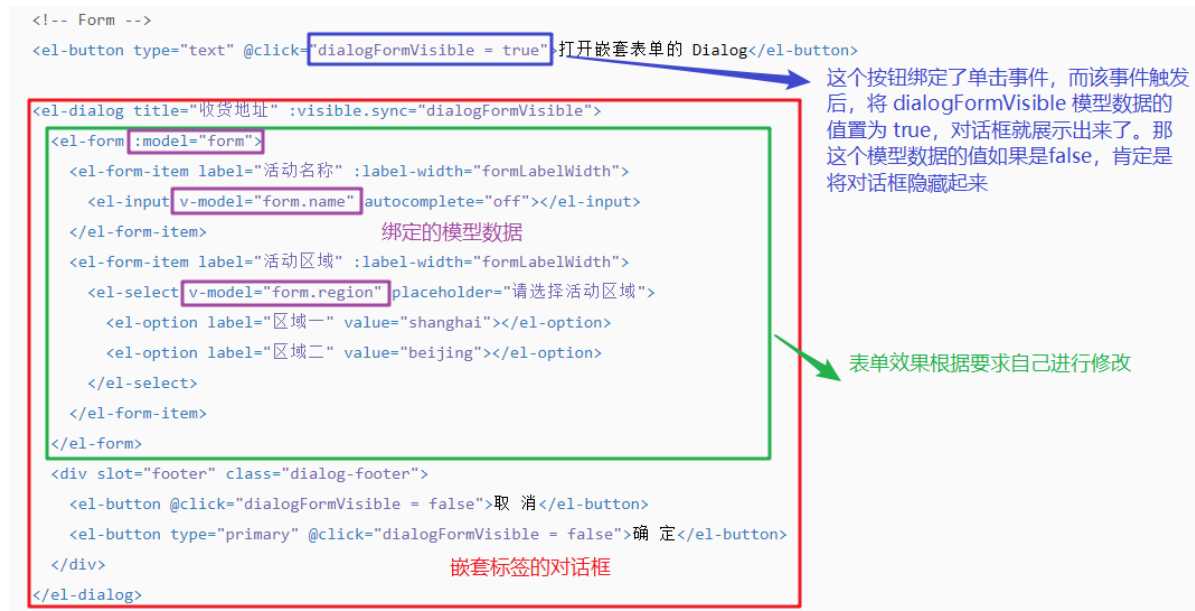 <!-- Form -->
<el-button type="text" @click="dialogFormVisible = true">打开嵌套表单的 Dialog</el-button>
这个按钮绑定了单击事件，而该事件触发
后，将 dialogFormVisible 模型数据的
值置为 true，对话框就展示出来了。那
这个模型数据的值如果是false，肯定是
将对话框隐藏起来
<el-dialog title="收货地址" :visible.sync="dialogFormVisible">
<el-form :model="form">
<el-form-item label="活动名称" :label-width="formLabelWidth">
<el-input v-model="form.name" autocomplete="off"></el-input>
</el-form-item>
绑定的模型数据
<el-form-item label="活动区域" :label-width="formLabelWidth">
<el-select v-model="form.region" placeholder="请选择活动区域">
<el-option label="区域一" value="shanghai"></el-option>
<el-option label="区域二" value="beijing"></el-option>
</el-select>
</el-form-item>
</el-form>
表单效果根据要求自己进行修改
<div slot="footer" class="dialog-footer">
<el-button @click="dialogFormVisible = false">取 消</el-button>
<el-button type="primary" @click="dialogFormVisible = false">确 定</el-button>
</div>
嵌套标签的对话框
</el-dialog>